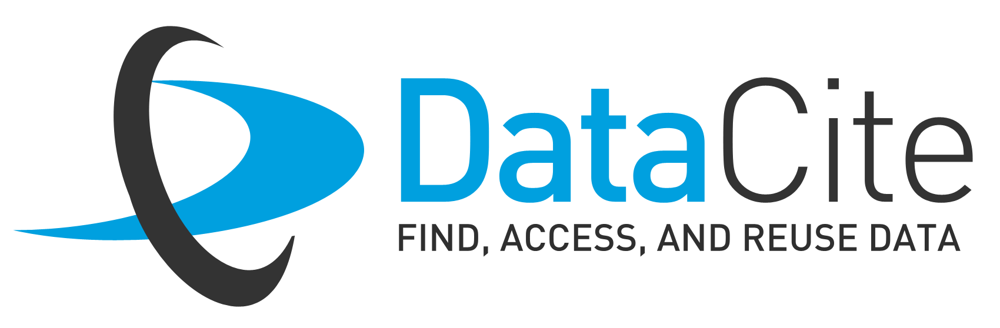 DataCite
FIND, ACCESS, AND REUSE DATA